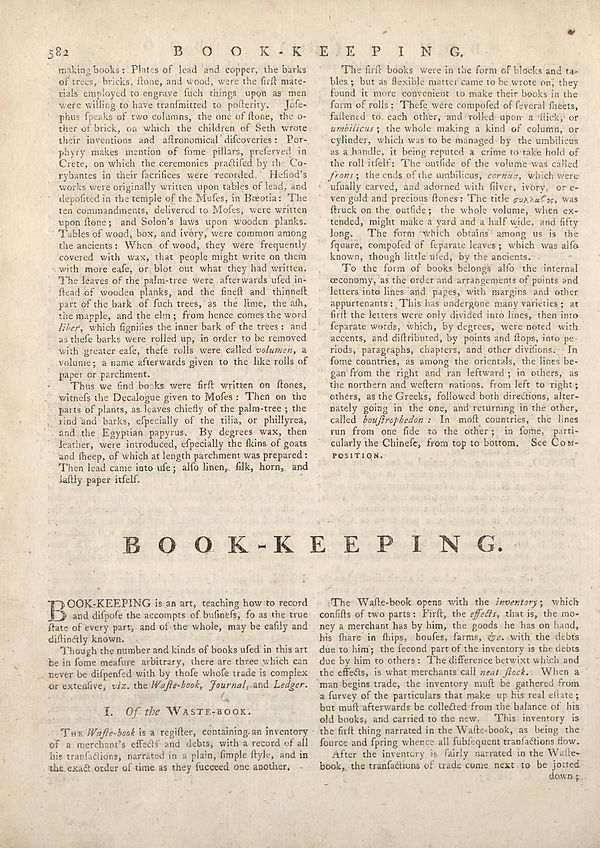 582 B O O K - K E E P I N G.
making books: Plates of lead and copper, the barks
of trees, bricks, ſtone, and wood, were the firſt mate-
rials employed to engrave ſuch things upon as men
were willing to have tranſmitted to poſterity. Joſe-
phus ſpeaks of two columns, the one of ſtone, the o-
ther of brick, on which the children of Seth wrote
their inventions and aſtronomical diſcoveries: Por-
phyry makes mention of ſome pillars, preſerved in
Crete, on which the ceremonies practiſed by the Co-
rybantes in their ſacrifices were recorded. Heſiod's
works were originally written upon tables of lead, and
depoſited in the temple of the Muſes, in Bœotia: The
ten commandments, delivered to Moſes, were written
upon ſtone; and Solon's laws upon wooden planks.
Tables of wood, box, and ivory, were common among
the ancients: When of wood, they were frequently
covered with wax, that people might write on them
with more eaſe, or blot out what they had written.
The leaves of the palm-tree were afterwards uſed in-
ſtead of wooden planks, and the fineſt and thinneſt
part of the bark of ſuch trees, as the lime, the aſh,
the mapple, and the elm; from hence comes the word
liber, which ſignifies the inner bark of the trees: and
as theſe barks were rolled up, in order to be removed
with greater eaſe, theſe rolls were called volumen, a
volume; a name afterwards given to the like rolls of
paper or parchment.
Thus we find books were firſt written on ſtones,
witneſs the Decalogue given to Moſes: Then on the
parts of plants, as leaves chiefly of the palm-tree; the
rind and barks, eſpecially of the tilia, or phillyrea,
and the Egyptian papyrus. By degrees wax, then
leather, were introduced, eſpecially the ſkins of goats
and ſheep, of which at length parchment was prepared:
Then lead came into uſe; alſo linen, ſilk, horn, and
laſtly paper itſelf.
The firſt books were in the form of blocks and ta-
bles; but as flexible matter came to be wrote on, they
found it more convenient to make their books in the
form of rolls: Theſe were compoſed of ſeveral ſheets,
faſtened to each other, and rolled upon a ſtick, or
umbilicus; the whole making a kind of column, or
cylinder, which was to be managed by the umbilicus
as a handle, it being reputed a crime to take hold of
the roll itſelf: The outſide of the volume was called
frons; the ends of the umbilicus, cornua, which were
uſually carved, and adorned with ſilver, ivory, or e-
ven gold and precious ſtones: The title συλλαβος, was
ſtruck on the outſide; the whole volume, when ex-
tended, might make a yard and a half wide, and fifty
long. The form which obtains among us is the
ſquare, compoſed of ſeparate leaves; which was alſo
known, though little uſed, by the ancients.
To the form of books belongs alſo the internal
œconomy, as the order and arrangements of points and
letters into lines and pages, with margins and other
appurtenants: This has undergone many varieties; at
firſt the letters were only divided into lines, then into
ſeparate words, which, by degrees, were noted with
accents, and diſtributed, by points and ſtops, into pe-
riods, paragraphs, chapters, and other diviſions. In
ſome countries, as among the orientals, the lines be-
gan from the right and ran leftward; in others, as
the northern and weſtern nations, from left to right;
others, as the Greeks, followed both directions, alter-
nately going in the one, and returning in the other,
called bouſtrophedon: In moſt countries, the lines
run from one ſide to the other; in ſome, parti-
cularly the Chineſe, from top to bottom. See COM-
POSITION.
B O O K - K E E P I N G.
BOOK-KEEPING is an art, teaching how to record
and diſpoſe the accompts of buſineſs, ſo as the true
ſtate of every part, and of the whole, may be eaſily and
diſtinctly known.
Though the number and kinds of books uſed in this art
be in ſome meaſure arbitrary, there are three which can
never be diſpenſed with by thoſe whoſe trade is complex
or extenſive, viz. the Waſte-book, Journal, and Ledger.
I. Of the WASTE-BOOK.
THE Waſte-book is a regiſter, containing an inventory
of a merchant's effects and debts, with a record of all
his tranſactions, narrated in a plain, ſimple ſtyle, and in
the exact order of time as they ſucceed one another.
The Waſte-book opens with the inventory; which
conſiſts of two parts: Firſt, the effects, that is, the mo-
ney a merchant has by him, the goods he has on hand,
his ſhare in ſhips, houſes, farms, &c. with the debts
due to him; the ſecond part of the inventory is the debts
due by him to others: The difference betwixt which and
the effects, is what merchants call neat ſtock. When a
man begins trade, the inventory muſt be gathered from
a ſurvey of the particulars that make up his real eſtate;
but muſt afterwards be collected from the balance of his
old books, and carried to the new. This inventory is
the firſt thing narrated in the Waſte-book, as being the
ſource and ſpring whence all ſubſequent tranſactions flow.
After the inventory is fairly narrated in the Waſte-
book, the tranſactions of trade come next to be jotted
down;